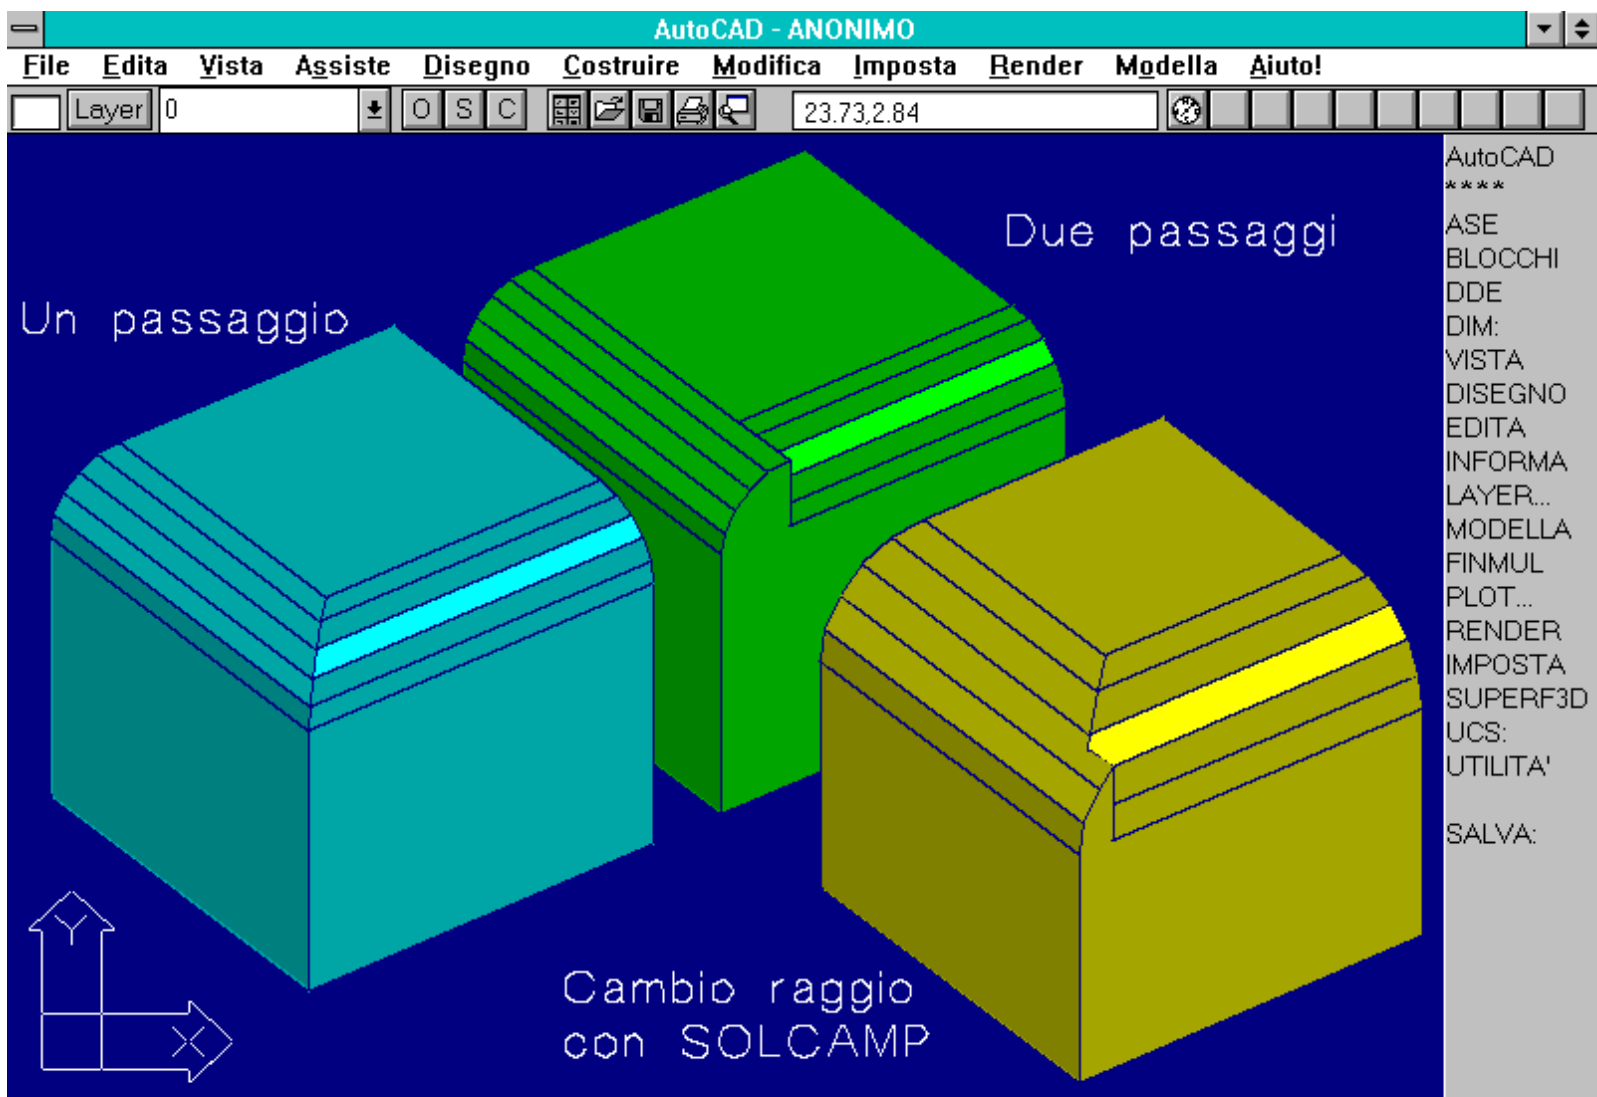 AutoCAD - ANONIMO
File Edita Vista Assiste Disegno Costruire Modifica Imposta Render Modella Aiuto!
Layer 0 O S C 23.73,2.84
AutoCAD
****
ASE
BLOCCHI
DDE
DIM:
VISTA
DISEGNO
EDITA
INFORMA
LAYER...
MODELLA
FINMUL
PLOT...
RENDER
IMPOSTA
SUPERF3D
UCS:
UTILITA'
SALVA:
Due passaggi
Un passaggio
Cambio raggio
con SOLCAMP
Y
X